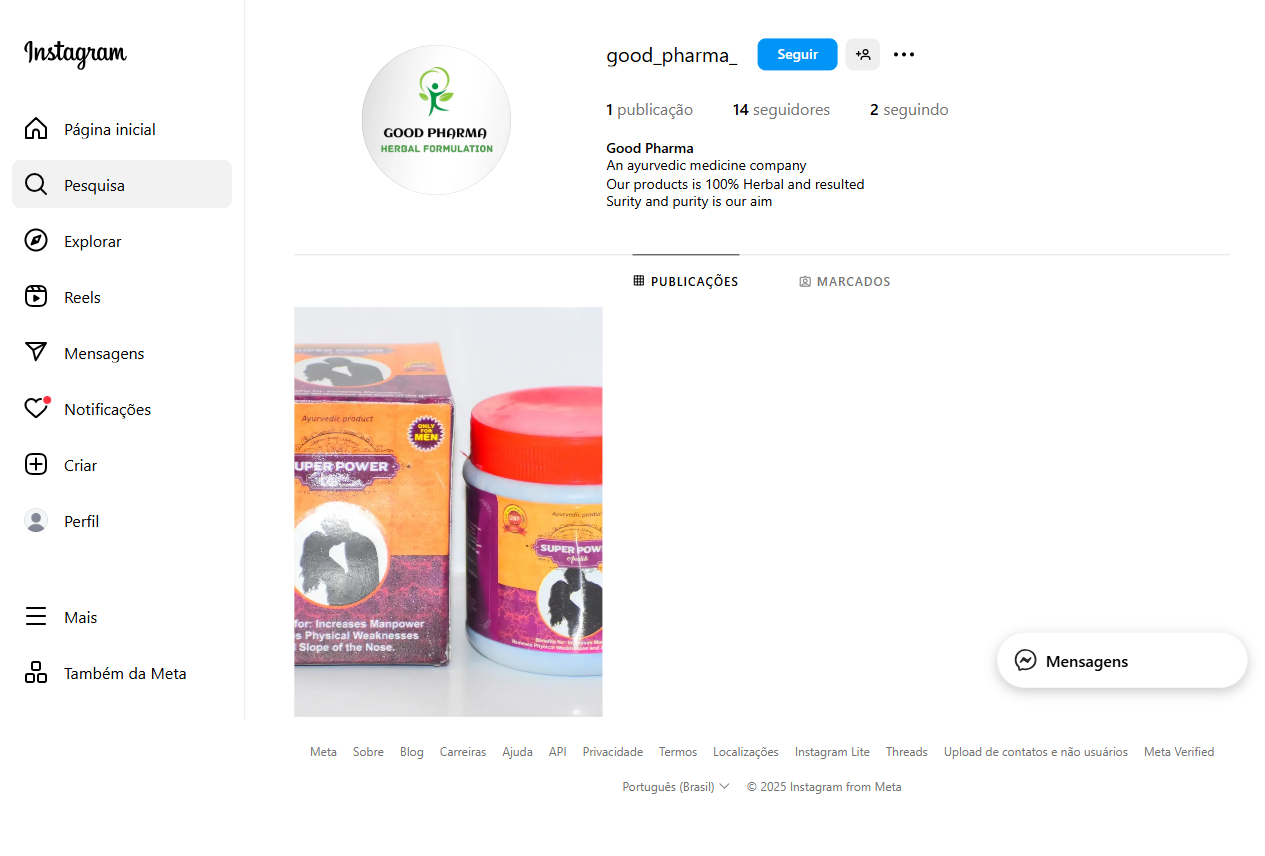 Instagram
Página inicial
Pesquisa
Explorar
Reels
Mensagens
Notificações
Criar
Perfil
Mais
Também da Meta
GOOD PHARMA
HERBAL FORMULATION
good_pharma_
Seguir
1 publicação 14 seguidores 2 seguindo
Good Pharma
An ayurvedic medicine company
Our products is 100% Herbal and resulted
Surity and purity is our aim
PUBLICAÇÕES MARCADOS
Ayurvedic product
ONLY
FOR
MEN
UPER POWER
for: Increases Manpower
s Physical Weaknesses
Slope of the Nose.
Ayurvedic produc
SUPER POW
Mensagens
Meta Sobre Blog Carreiras Ajuda API Privacidade Termos Localizações Instagram Lite Threads Upload de contatos e não usuários Meta Verified
Português (Brasil) © 2025 Instagram from Meta